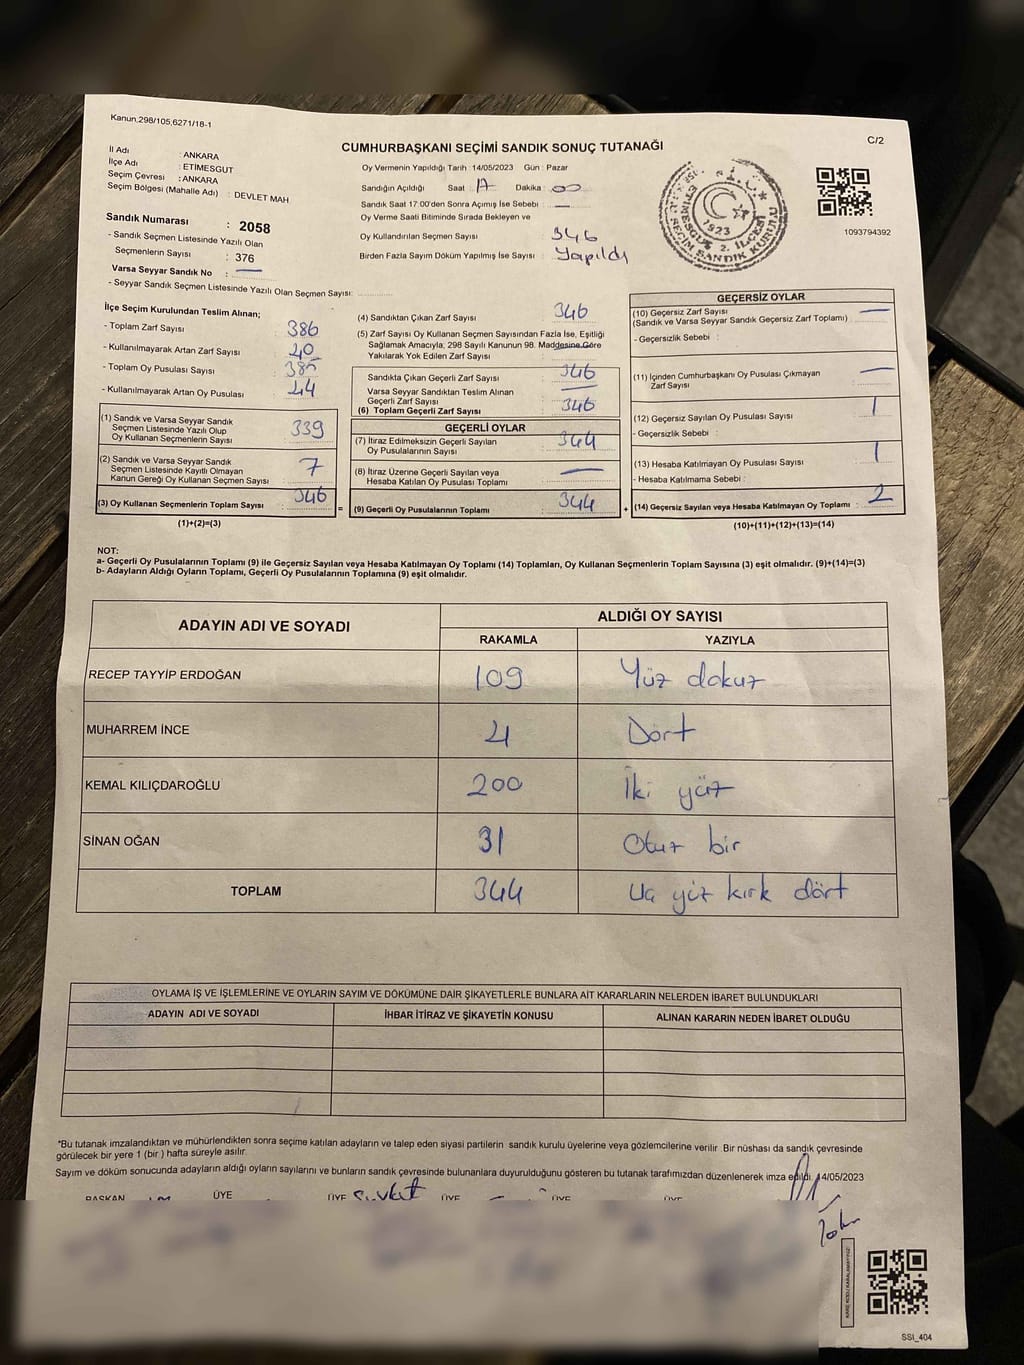 Kanun,298/105,6271/18-1
C/2
CUMHURBAŞKANI SEÇİMİ SANDIK SONUÇ TUTANAĞI
İl Adı : ANKARA
İlçe Adı : ETİMESGUT
Seçim Çevresi : ANKARA
Seçim Bölgesi (Mahalle Adı) : DEVLET MAH
Sandık Numarası : 2058
- Sandık Seçmen Listesinde Yazılı Olan
Seçmenlerin Sayısı : 376
Varsa Seyyar Sandık No : —
- Seyyar Sandık Seçmen Listesinde Yazılı Olan Seçmen Sayısı:
Oy Vermenin Yapıldığı Tarih :14/05/2023 Gün : Pazar
Sandığın Açıldığı Saat : 17 Dakika : 00
Sandık Saat 17:00'den Sonra Açımış İse Sebebi : —
Oy Verme Saati Bitiminde Sırada Bekleyen ve
Oy Kullandırılan Seçmen Sayısı : 346
Birden Fazla Sayım Döküm Yapılmış İse Sayısı : Yapıldı
1923
ETİMESGUT 2. İLÇESİ
SEÇİM SANDIK KURULU
1093794392
İlçe Seçim Kurulundan Teslim Alınan;
- Toplam Zarf Sayısı : 386
- Kullanılmayarak Artan Zarf Sayısı : 40
- Toplam Oy Pusulası Sayısı
- Kullanılmayarak Artan Oy Pusulası : 44
(1) Sandık ve Varsa Seyyar Sandık
Seçmen Listesinde Yazılı Olup
Oy Kullanan Seçmenlerin Sayısı : 339
(2) Sandık ve Varsa Seyyar Sandık
Seçmen Listesinde Kayıtlı Olmayan
Kanun Gereği Oy Kullanan Seçmen Sayısı : 7
(3) Oy Kullanan Seçmenlerin Toplam Sayısı : 346
(1)+(2)=(3)
(4) Sandıktan Çıkan Zarf Sayısı : 346
(5) Zarf Sayısı Oy Kullanan Seçmen Sayısından Fazla İse, Eşitliği
Sağlamak Amacıyla; 298 Sayılı Kanunun 98. Maddesine Göre
Yakılarak Yok Edilen Zarf Sayısı : —
Sandıkta Çıkan Geçerli Zarf Sayısı : 346
Varsa Seyyar Sandıktan Teslim Alınan
Geçerli Zarf Sayısı : —
(6) Toplam Geçerli Zarf Sayısı : 346
GEÇERLİ OYLAR
(7) İtiraz Edilmeksizin Geçerli Sayılan
Oy Pusulalarının Sayısı : 344
(8) İtiraz Üzerine Geçerli Sayılan veya
Hesaba Katılan Oy Pusulası Toplamı : —
= (9) Geçerli Oy Pusulalarının Toplamı : 344 +
GEÇERSİZ OYLAR
(10) Geçersiz Zarf Sayısı : —
(Sandık ve Varsa Seyyar Sandık Geçersiz Zarf Toplamı)
- Geçersizlik Sebebi :
(11) İçinden Cumhurbaşkanı Oy Pusulası Çıkmayan
Zarf Sayısı : —
(12) Geçersiz Sayılan Oy Pusulası Sayısı : 1
- Geçersizlik Sebebi :
(13) Hesaba Katılmayan Oy Pusulası Sayısı : 1
- Hesaba Katılmama Sebebi :
(14) Geçersiz Sayılan veya Hesaba Katılmayan Oy Toplamı : 2
(10)+(11)+(12)+(13)=(14)
NOT:
a- Geçerli Oy Pusulalarının Toplamı (9) ile Geçersiz Sayılan veya Hesaba Katılmayan Oy Toplamı (14) Toplamları, Oy Kullanan Seçmenlerin Toplam Sayısına (3) eşit olmalıdır. (9)+(14)=(3)
b- Adayların Aldığı Oyların Toplamı, Geçerli Oy Pusulalarının Toplamına (9) eşit olmalıdır.
ADAYIN ADI VE SOYADI ALDIĞI OY SAYISI
RAKAMLA YAZIYLA
RECEP TAYYİP ERDOĞAN 109 Yüz dokuz
MUHARREM İNCE 4 Dört
KEMAL KILIÇDAROĞLU 200 İki yüz
SİNAN OĞAN 31 Otuz bir
TOPLAM 344 Üç yüz kırk dört
OYLAMA İŞ VE İŞLEMLERİNE VE OYLARIN SAYIM VE DÖKÜMÜNE DAİR ŞİKAYETLERLE BUNLARA AİT KARARLARIN NELERDEN İBARET BULUNDUKLARI
ADAYIN ADI VE SOYADI İHBAR İTİRAZ VE ŞİKAYETİN KONUSU ALINAN KARARIN NEDEN İBARET OLDUĞU
*Bu tutanak imzalandıktan ve mühürlendikten sonra seçime katılan adayların ve talep eden siyasi partilerin sandık kurulu üyelerine veya gözlemcilerine verilir. Bir nüshası da sandık çevresinde
görülecek bir yere 1 (bir ) hafta süreyle asılır.
Sayım ve döküm sonucunda adayların aldığı oyların sayılarını ve bunların sandık çevresinde bulunanlara duyurulduğunu gösteren bu tutanak tarafımızdan düzenlenerek imza edildi. 14/05/2023
BAŞKAN ÜYE ÜYE Şevket ÜYE ÜYE ÜYE
KARE KODU KARALAMAYINIZ!
SSI_404